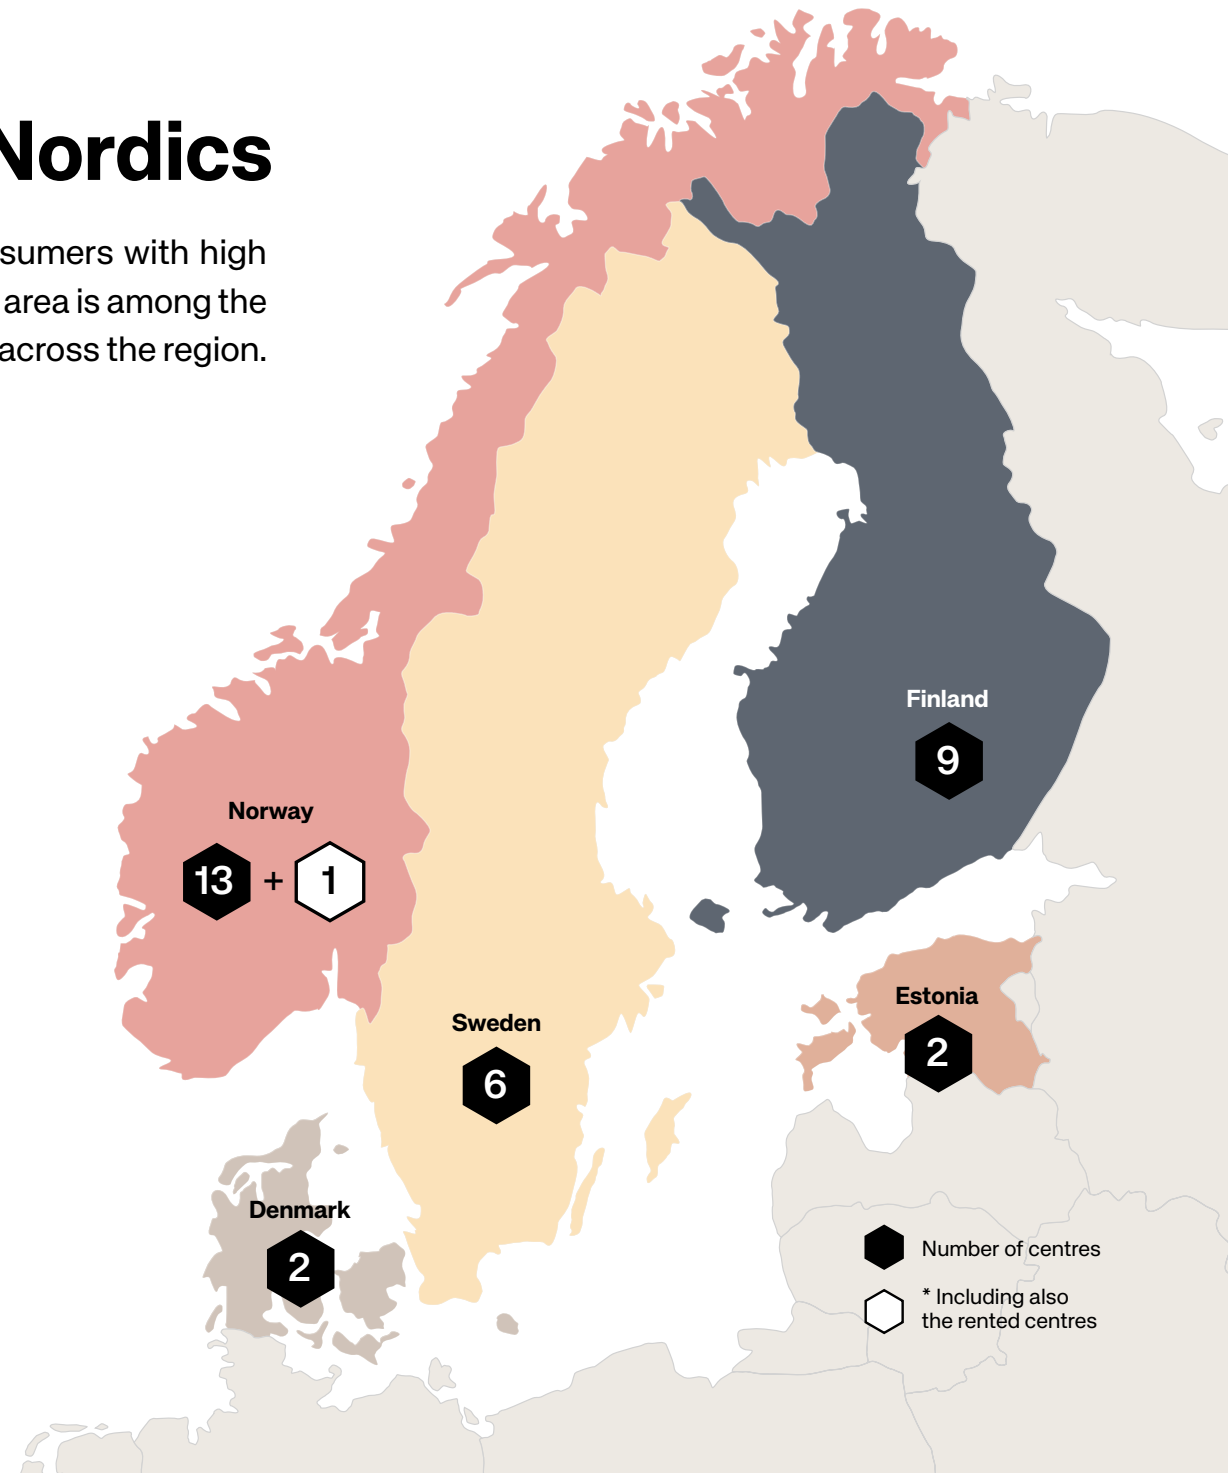 Nordics
sumers with high
area is among the
across the region.
Finland
9
Norway
13 + 1
Estonia
2
Sweden
6
Denmark
2
Number of centres
* Including also
the rented centres